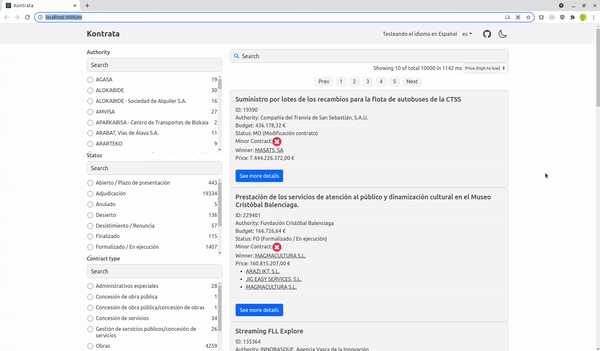 Kontrata
localhost:3000/es
Kontrata
Testeando el idioma en Español
es
Authority
Search
AGASA 19
ALOKABIDE 30
ALOKABIDE - Sociedad de Alquiler S.A. 16
AMVISA 27
APARKABISA - Centro de Transportes de Bizkaia 2
ARABAT, Vías de Álava S.A. 11
ARARTEKO 9
Status
Search
Abierto / Plazo de presentación 443
Adjudicación 19334
Anulado 5
Desierto 136
Desistimiento / Renuncia 57
Finalizado 115
Formalizado / En ejecución 1407
Contract type
Search
Administrativos especiales 28
Concesión de obra pública 1
Concesión de obra pública/concesión de obras 1
Concesión de servicios 34
Gestión de servicios públicos/concesión de servicios 26
Obras 4259
Search
Showing 10 of total 10000 in 1142 ms
Price (high to low)
Prev 1 2 3 4 5 Next
Suministro por lotes de los recambios para la flota de autobuses de la CTSS
ID: 19390
Authority: Compañía del Tranvía de San Sebastián, S.A.U.
Budget: 436.178,32 €
Status: MO (Modificación contrato)
Minor Contract:
Winner: MASATS, SA
Price: 7.444.226.372,00 €
See more details
Prestación de los servicios de atención al público y dinamización cultural en el Museo
Cristóbal Balenciaga.
ID: 229401
Authority: Fundación Cristóbal Balenciaga
Budget: 166.726,64 €
Status: FO (Formalizado / En ejecución)
Minor Contract:
Winner: MAGMACULTURA S.L.
Price: 160.815.207,00 €
ARAZI IKT, S.L.
JIG EASY SERVICES, S.L.
MAGMACULTURA S.L.
See more details
Streaming FLL Explore
ID: 135364
Authority: INNOBASQUE, Agencia Vasca de la Innovación